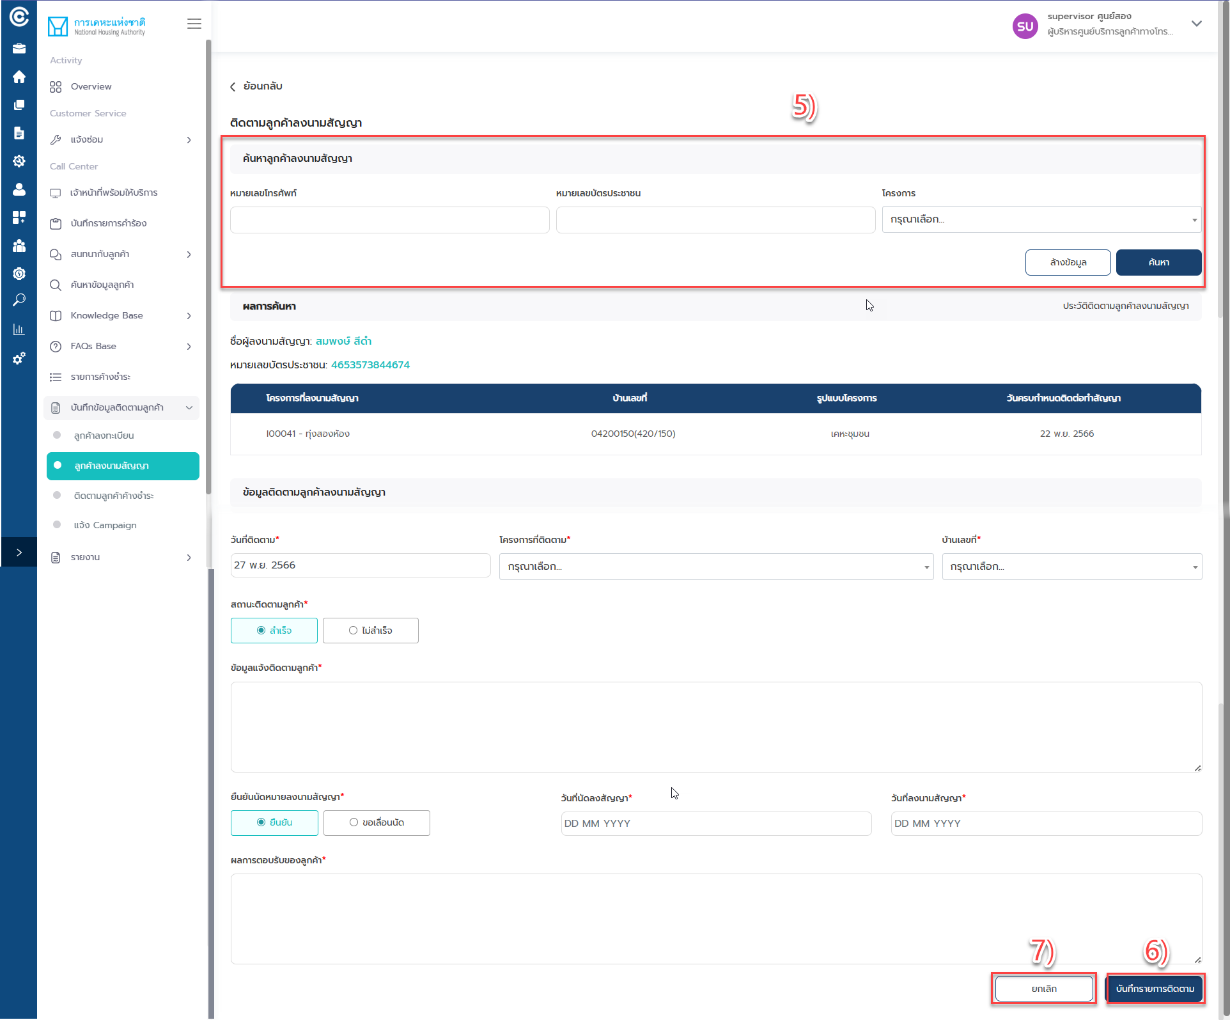 การเคหะแห่งชาติ
National Housing Authority
SU
supervisor ศูนย์สอง
ผู้บริหารศูนย์บริการลูกค้าทางโทร...
Activity
Overview
Customer Service
แจ้งซ่อม
Call Center
เจ้าหน้าที่พร้อมให้บริการ
บันทึกรายการคำร้อง
สนทนากับลูกค้า
ค้นหาข้อมูลลูกค้า
Knowledge Base
FAQs Base
รายการค้างชำระ
บันทึกข้อมูลติดตามลูกค้า
ลูกค้าลงทะเบียน
ลูกค้าลงนามสัญญา
ติดตามลูกค้าค้างชำระ
แจ้ง Campaign
รายงาน
ย้อนกลับ
5)
ติดตามลูกค้าลงนามสัญญา
ค้นหาลูกค้าลงนามสัญญา
หมายเลขโทรศัพท์ หมายเลขบัตรประชาชน โครงการ
กรุณาเลือก...
ล้างข้อมูล ค้นหา
ผลการค้นหา ประวัติติดตามลูกค้าลงนามสัญญา
ชื่อผู้ลงนามสัญญา: สมพงษ์ สีดำ
หมายเลขบัตรประชาชน: 4653573844674
โครงการที่ลงนามสัญญา บ้านเลขที่ รูปแบบโครงการ วันครบกำหนดติดต่อทำสัญญา
I00041 - ทุ่งสองห้อง 04200150(420/150) เคหะชุมชน 22 พ.ย. 2566
ข้อมูลติดตามลูกค้าลงนามสัญญา
วันที่ติดตาม* โครงการที่ติดตาม* บ้านเลขที่*
27 พ.ย. 2566 กรุณาเลือก... กรุณาเลือก...
สถานะติดตามลูกค้า*
สำเร็จ ไม่สำเร็จ
ข้อมูลแจ้งติดตามลูกค้า*
ยืนยันนัดหมายลงนามสัญญา* วันที่นัดลงสัญญา* วันที่ลงนามสัญญา*
ยืนยัน ขอเลื่อนนัด DD MM YYYY DD MM YYYY
ผลการตอบรับของลูกค้า*
7) 6)
ยกเลิก บันทึกรายการติดตาม